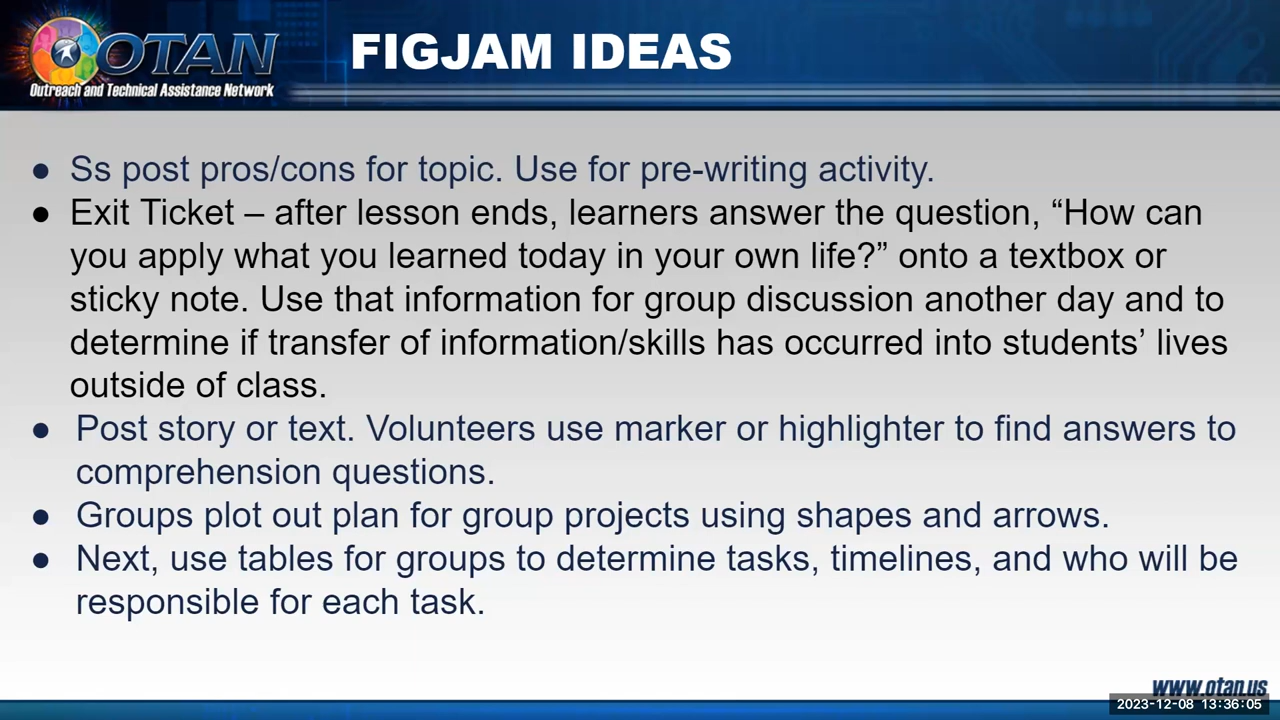 OTAN
Outreach and Technical Assistance Network
FIGJAM IDEAS
● Ss post pros/cons for topic. Use for pre-writing activity.
● Exit Ticket – after lesson ends, learners answer the question, “How can
you apply what you learned today in your own life?” onto a textbox or
sticky note. Use that information for group discussion another day and to
determine if transfer of information/skills has occurred into students’ lives
outside of class.
● Post story or text. Volunteers use marker or highlighter to find answers to
comprehension questions.
● Groups plot out plan for group projects using shapes and arrows.
● Next, use tables for groups to determine tasks, timelines, and who will be
responsible for each task.
www.otan.us
2023-12-08 13:36:05